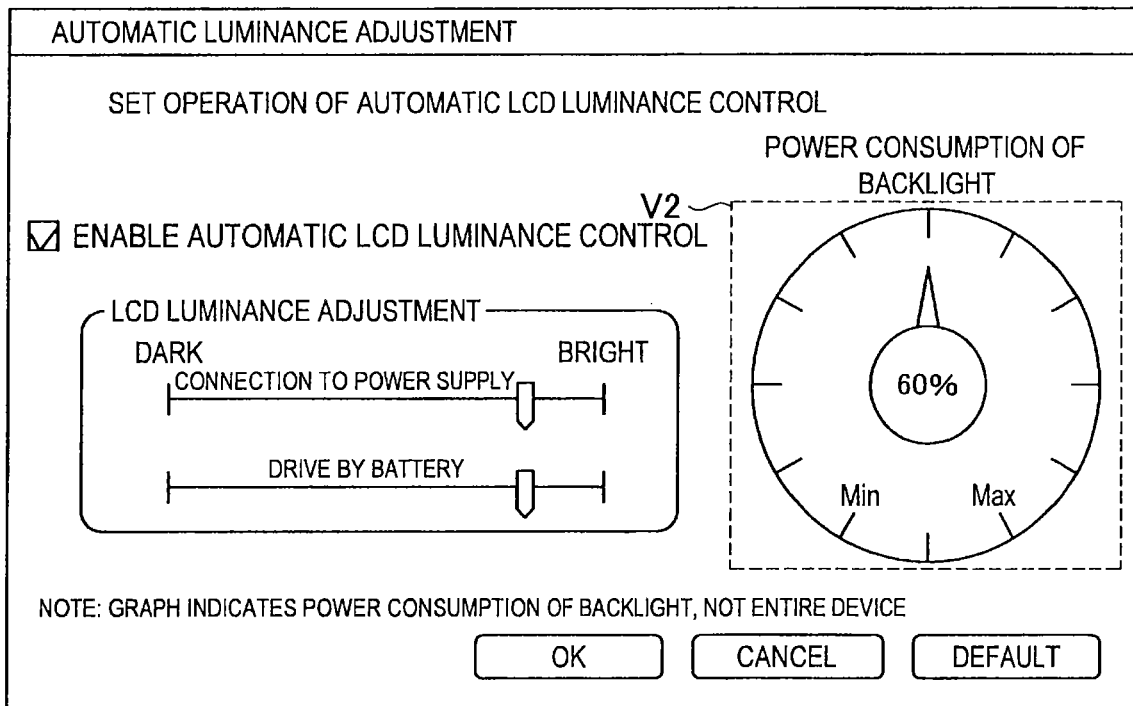 AUTOMATIC LUMINANCE ADJUSTMENT
SET OPERATION OF AUTOMATIC LCD LUMINANCE CONTROL
POWER CONSUMPTION OF
BACKLIGHT
V2
ENABLE AUTOMATIC LCD LUMINANCE CONTROL
LCD LUMINANCE ADJUSTMENT
DARK BRIGHT
CONNECTION TO POWER SUPPLY
DRIVE BY BATTERY
60%
Min Max
NOTE: GRAPH INDICATES POWER CONSUMPTION OF BACKLIGHT, NOT ENTIRE DEVICE
OK CANCEL DEFAULT